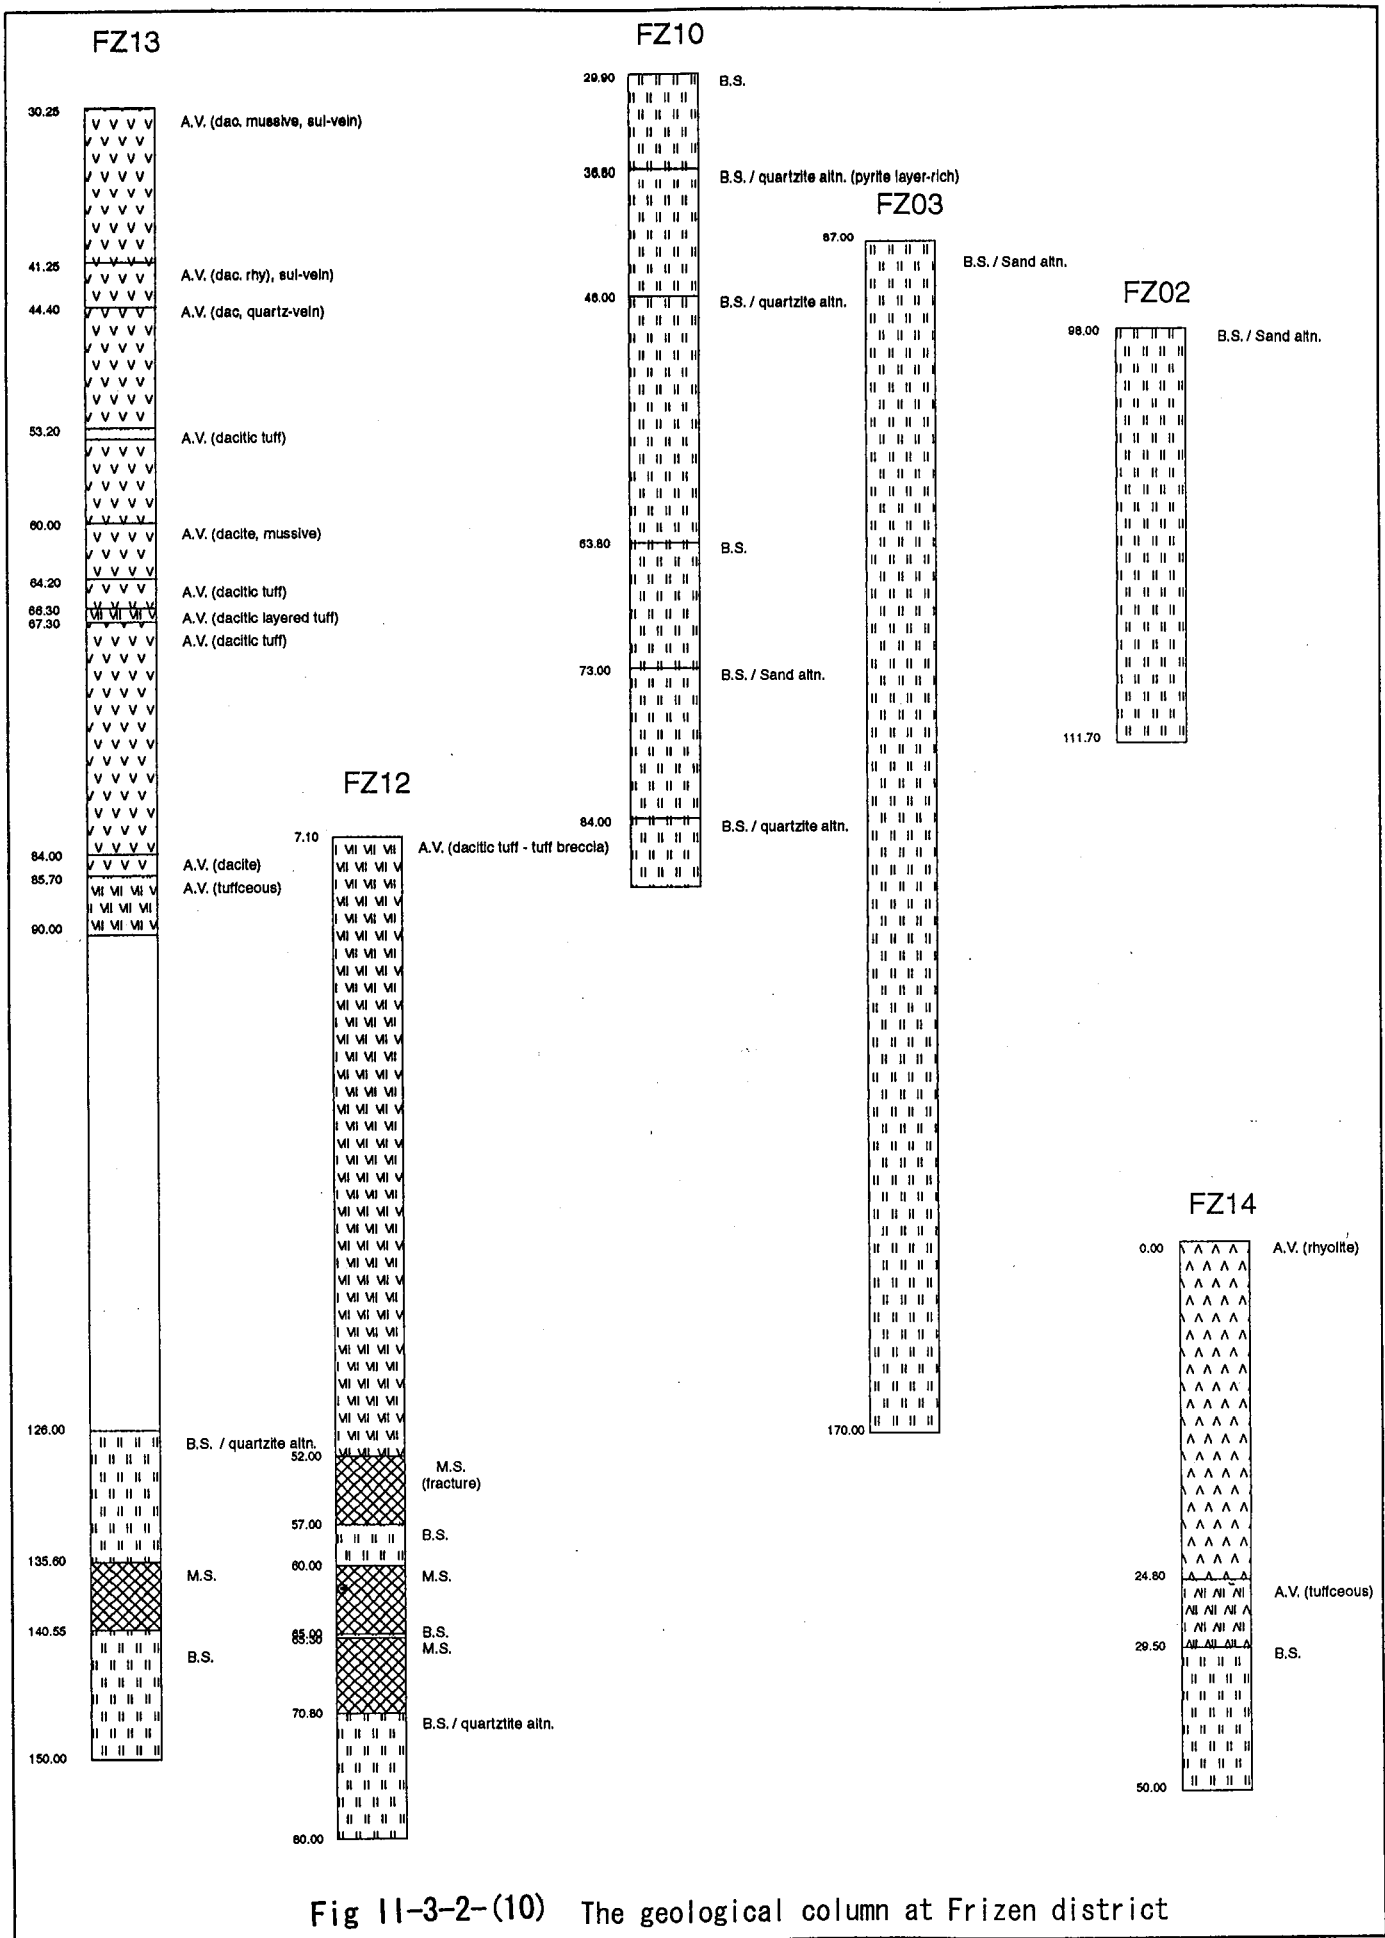 FZ13
30.25
A.V. (dac. mussive, sul-vein)
41.25
A.V. (dac. rhy), sul-vein)
44.40
A.V. (dac, quartz-vein)
53.20
A.V. (dacitic tuff)
60.00
A.V. (dacite, mussive)
64.20
A.V. (dacitic tuff)
66.30
A.V. (dacitic layered tuff)
67.30
A.V. (dacitic tuff)
84.00
A.V. (dacite)
85.70
A.V. (tuffceous)
90.00
126.00
B.S. / quartzite altn.
135.60
M.S.
140.55
B.S.
150.00
FZ12
7.10
A.V. (dacitic tuff - tuff breccia)
52.00
M.S.
(fracture)
57.00
B.S.
60.00
M.S.
65.00
B.S.
65.30
M.S.
70.80
B.S. / quartztite altn.
80.00
FZ10
29.90
B.S.
36.80
B.S. / quartzite altn. (pyrite layer-rich)
46.00
B.S. / quartzite altn.
63.80
B.S.
73.00
B.S. / Sand altn.
84.00
B.S. / quartzite altn.
FZ03
87.00
B.S. / Sand altn.
170.00
FZ02
98.00
B.S. / Sand altn.
111.70
FZ14
0.00
A.V. (rhyolite)
24.80
A.V. (tuffceous)
29.50
B.S.
50.00
Fig II-3-2-(10) The geological column at Frizen district